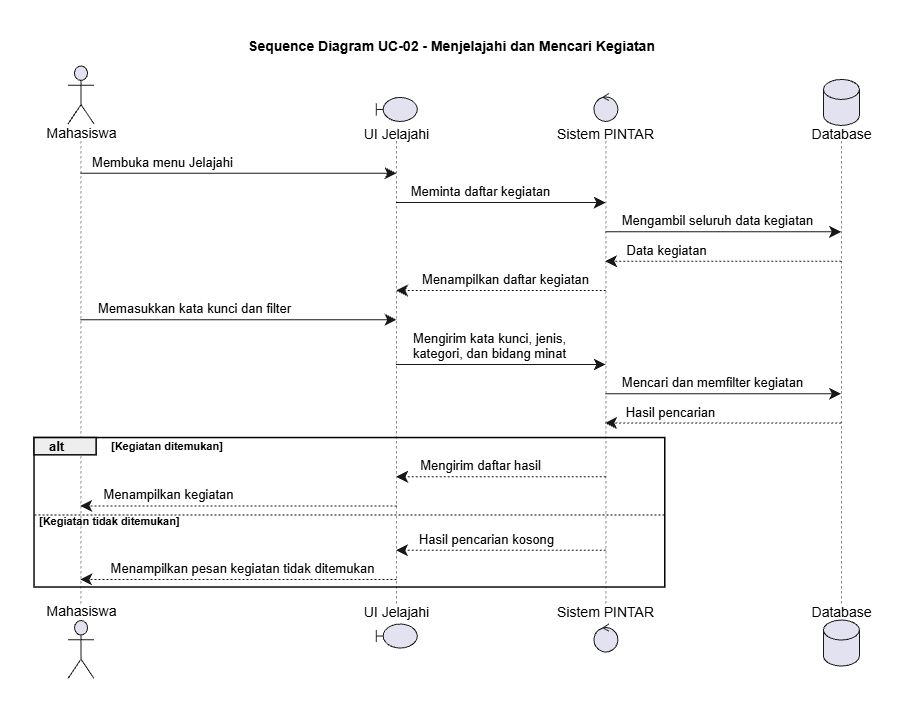 Sequence Diagram UC-02 - Menjelajahi dan Mencari Kegiatan
Mahasiswa
UI Jelajahi
Sistem PINTAR
Database
Membuka menu Jelajahi
Meminta daftar kegiatan
Mengambil seluruh data kegiatan
Data kegiatan
Menampilkan daftar kegiatan
Memasukkan kata kunci dan filter
Mengirim kata kunci, jenis,
kategori, dan bidang minat
Mencari dan memfilter kegiatan
Hasil pencarian
alt
[Kegiatan ditemukan]
Mengirim daftar hasil
Menampilkan kegiatan
[Kegiatan tidak ditemukan]
Hasil pencarian kosong
Menampilkan pesan kegiatan tidak ditemukan
Mahasiswa
UI Jelajahi
Sistem PINTAR
Database